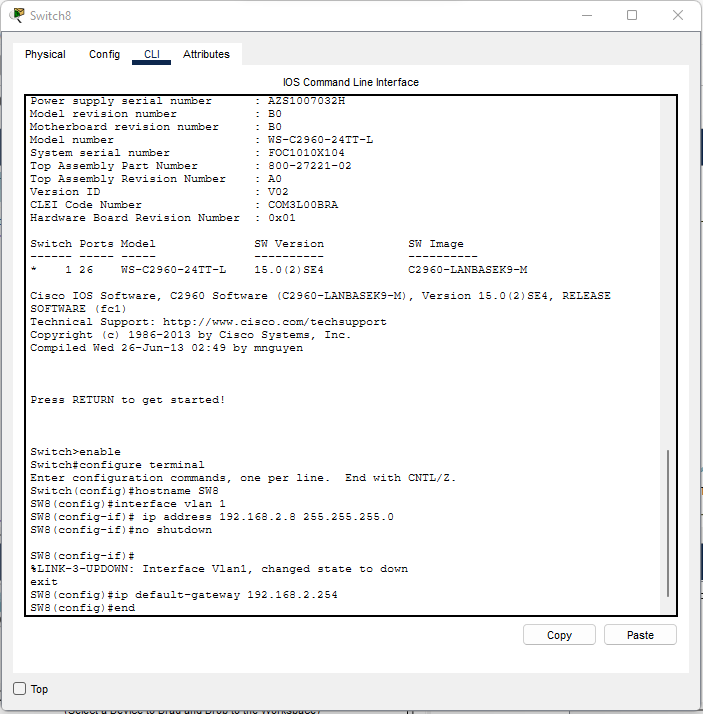 Switch8
Physical Config CLI Attributes
IOS Command Line Interface
Power supply serial number : AZS1007032H
Model revision number : B0
Motherboard revision number : B0
Model number : WS-C2960-24TT-L
System serial number : FOC1010X104
Top Assembly Part Number : 800-27221-02
Top Assembly Revision Number : A0
Version ID : V02
CLEI Code Number : COM3L00BRA
Hardware Board Revision Number : 0x01
Switch Ports Model SW Version SW Image
------ ----- ----- ---------- ----------
* 1 26 WS-C2960-24TT-L 15.0(2)SE4 C2960-LANBASEK9-M
Cisco IOS Software, C2960 Software (C2960-LANBASEK9-M), Version 15.0(2)SE4, RELEASE
SOFTWARE (fc1)
Technical Support: http://www.cisco.com/techsupport
Copyright (c) 1986-2013 by Cisco Systems, Inc.
Compiled Wed 26-Jun-13 02:49 by mnguyen
Press RETURN to get started!
Switch>enable
Switch#configure terminal
Enter configuration commands, one per line. End with CNTL/Z.
Switch(config)#hostname SW8
SW8(config)#interface vlan 1
SW8(config-if)# ip address 192.168.2.8 255.255.255.0
SW8(config-if)#no shutdown
SW8(config-if)#
%LINK-3-UPDOWN: Interface Vlan1, changed state to down
exit
SW8(config)#ip default-gateway 192.168.2.254
SW8(config)#end
Copy Paste
Top
(Select a Device to Drag and Drop to the Workspace)